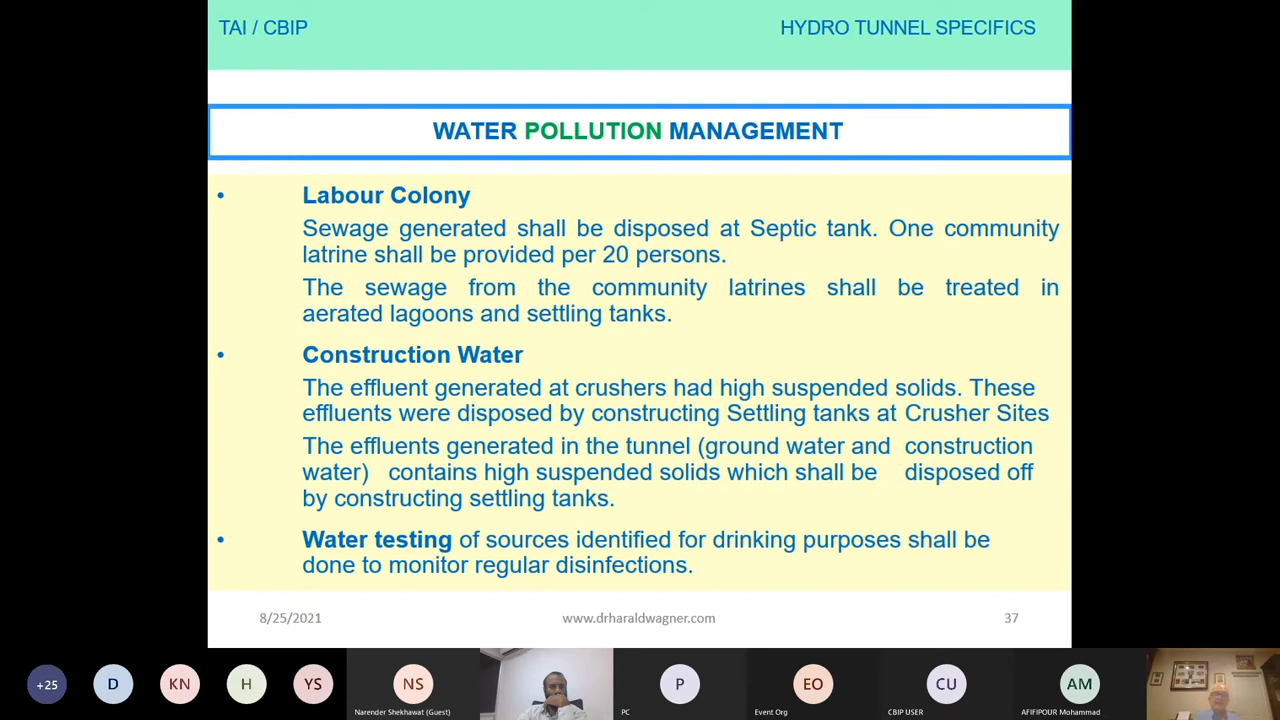 TAI / CBIP
HYDRO TUNNEL SPECIFICS
WATER POLLUTION MANAGEMENT
• Labour Colony
Sewage generated shall be disposed at Septic tank. One community
latrine shall be provided per 20 persons.
The sewage from the community latrines shall be treated in
aerated lagoons and settling tanks.
• Construction Water
The effluent generated at crushers had high suspended solids. These
effluents were disposed by constructing Settling tanks at Crusher Sites
The effluents generated in the tunnel (ground water and construction
water) contains high suspended solids which shall be disposed off
by constructing settling tanks.
• Water testing of sources identified for drinking purposes shall be
done to monitor regular disinfections.
8/25/2021
www.drharaldwagner.com
37
+25
D
KN
H
YS
NS
P
EO
CU
AM
Narender Shekhawat (Guest)
PC
Event Org
CBIP USER
AFIFIPOUR Mohammad